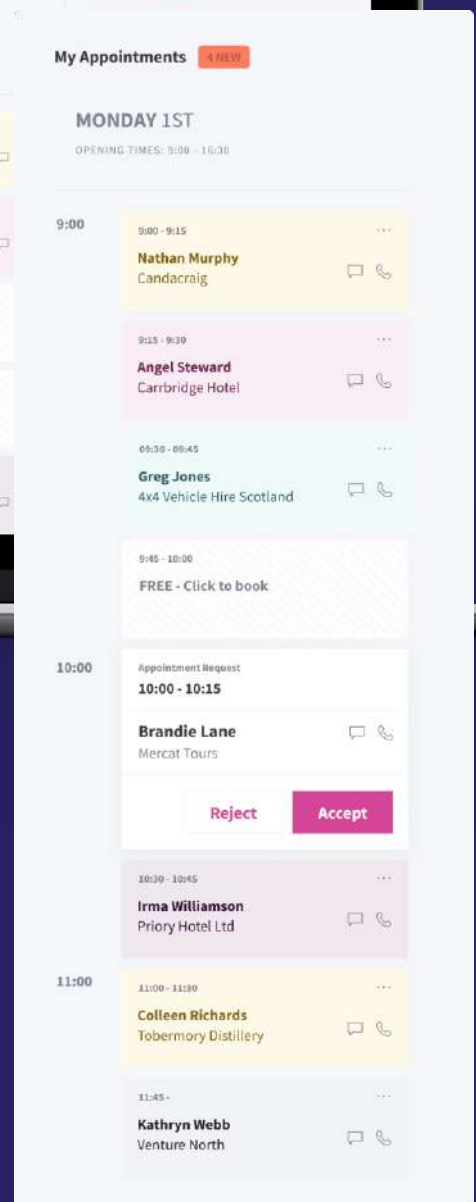 My Appointments 4 NEW
MONDAY 1ST
OPENING TIMES: 9:00 - 16:30
9:00
9:00 - 9:15
Nathan Murphy
Candacraig
9:15 - 9:30
Angel Steward
Carrbridge Hotel
09:30 - 09:45
Greg Jones
4x4 Vehicle Hire Scotland
9:45 - 10:00
FREE - Click to book
10:00
Appointment Request
10:00 - 10:15
Brandie Lane
Mercat Tours
Reject Accept
10:30 - 10:45
Irma Williamson
Priory Hotel Ltd
11:00
11:00 - 11:30
Colleen Richards
Tobermory Distillery
11:45 -
Kathryn Webb
Venture North